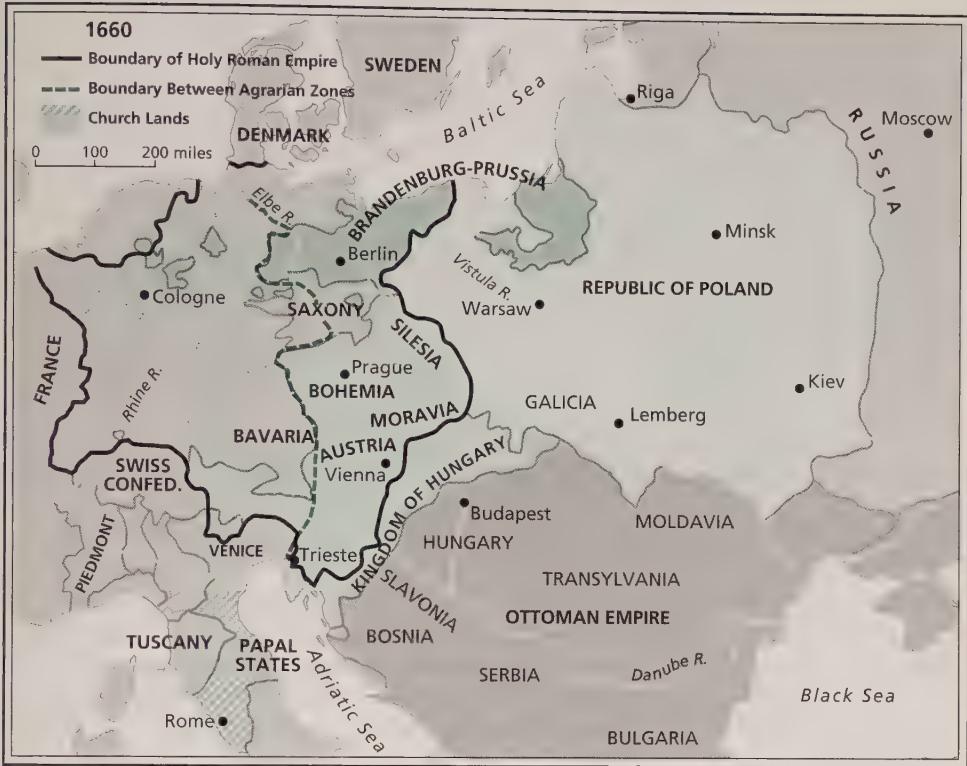 1660
Boundary of Holy Roman Empire
Boundary Between Agrarian Zones
Church Lands
0 100 200 miles
SWEDEN
DENMARK
Baltic Sea
Riga
RUSSIA
Moscow
Elbe R.
BRANDENBURG-PRUSSIA
Berlin
Minsk
Cologne
Vistula R.
Warsaw
REPUBLIC OF POLAND
SAXONY
SILESIA
FRANCE
Rhine R.
Prague
BOHEMIA
MORAVIA
GALICIA
Lemberg
Kiev
BAVARIA
AUSTRIA
Vienna
SWISS
CONFED.
KINGDOM OF HUNGARY
Budapest
HUNGARY
MOLDAVIA
PIEDMONT
VENICE
Trieste
SLAVONIA
TRANSYLVANIA
OTTOMAN EMPIRE
BOSNIA
TUSCANY
PAPAL
STATES
Adriatic Sea
SERBIA
Danube R.
Black Sea
Rome
BULGARIA